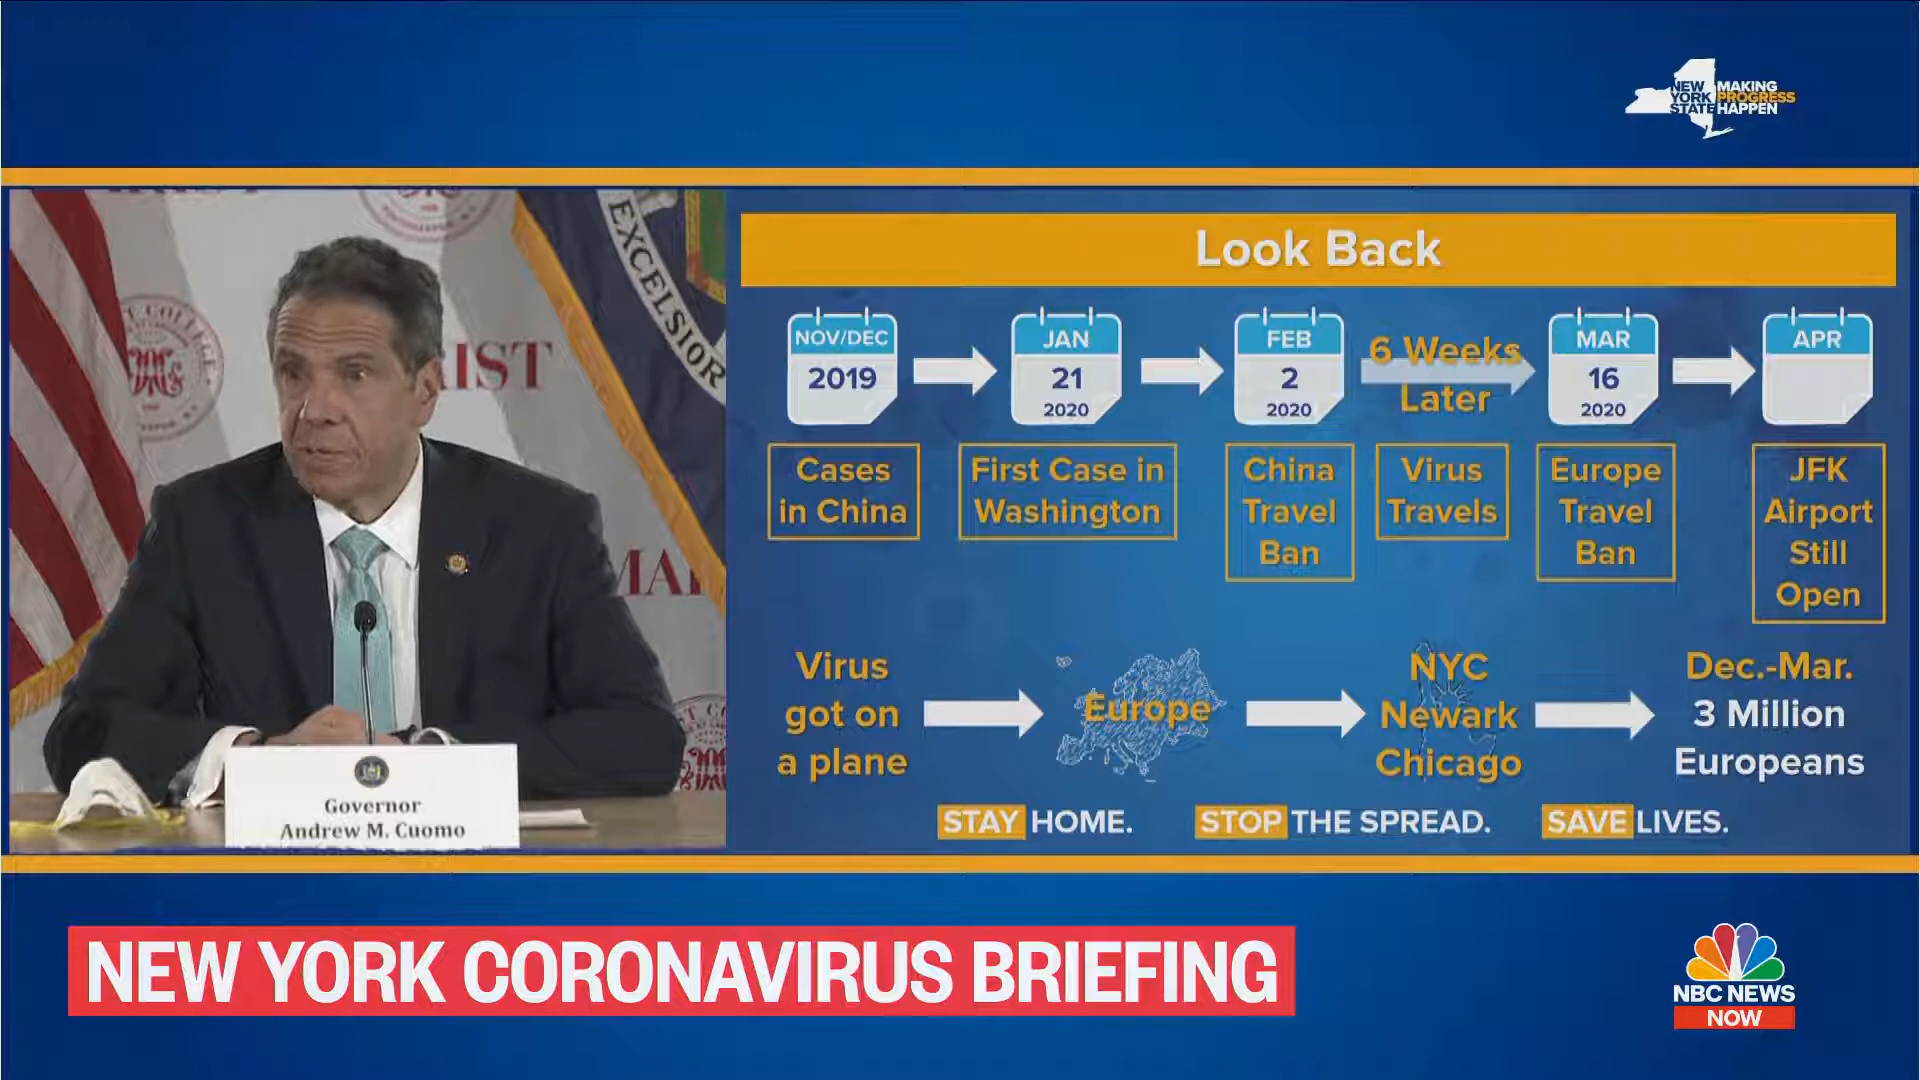 NEW MAKING
YORK PROGRESS
STATE HAPPEN
EXCELSIOR
IST
Look Back
NOV/DEC
2019
JAN
21
2020
FEB
2
2020
6 Weeks
Later
MAR
16
2020
APR
Cases
in China
First Case in
Washington
China
Travel
Ban
Virus
Travels
Europe
Travel
Ban
JFK
Airport
Still
Open
Virus
got on
a plane
Europe
NYC
Newark
Chicago
Dec.-Mar.
3 Million
Europeans
STAY HOME. STOP THE SPREAD. SAVE LIVES.
Governor
Andrew M. Cuomo
NEW YORK CORONAVIRUS BRIEFING
NBC NEWS
NOW